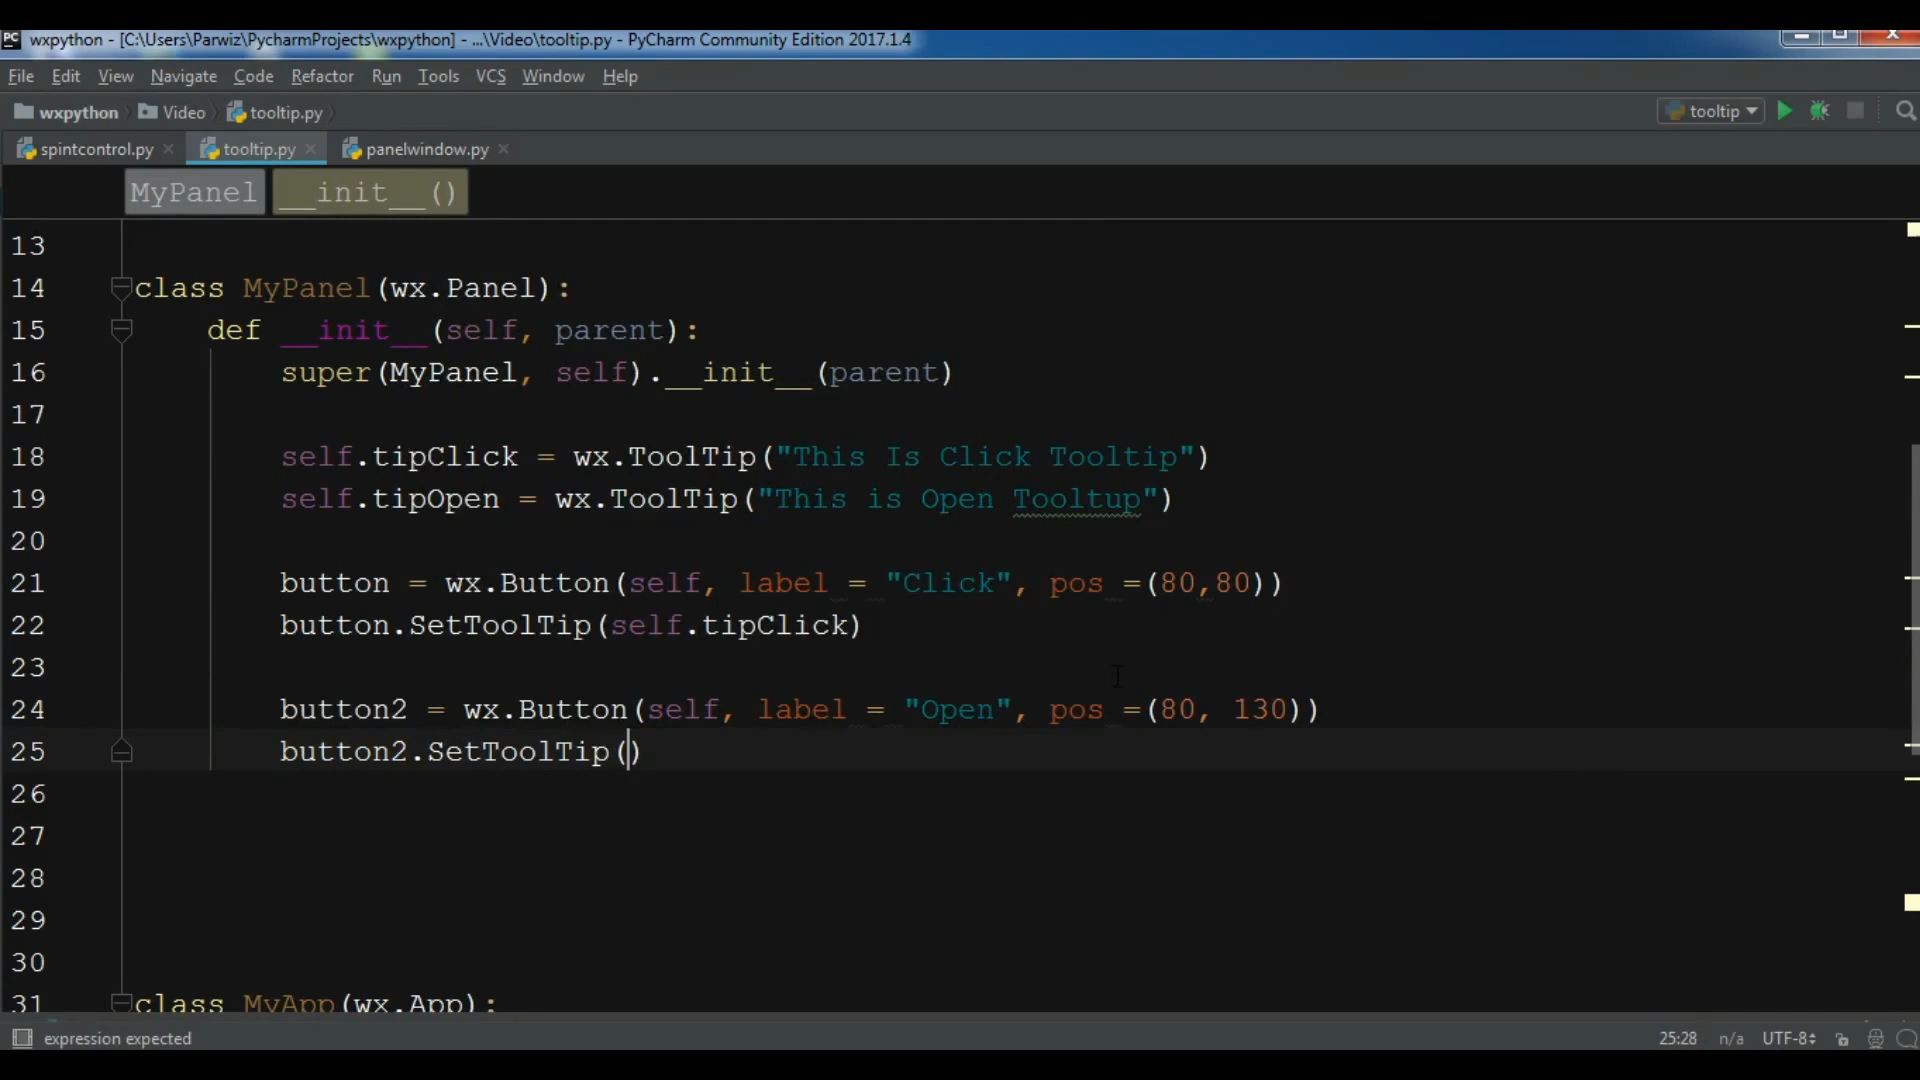 PC wxpython - [C:\Users\Parwiz\PycharmProjects\wxpython] - ...\Video\tooltip.py - PyCharm Community Edition 2017.1.4
File Edit View Navigate Code Refactor Run Tools VCS Window Help
wxpython Video tooltip.py tooltip
spintcontrol.py tooltip.py panelwindow.py
MyPanel __init__()
13
14 class MyPanel(wx.Panel):
15 def __init__(self, parent):
16 super(MyPanel, self).__init__(parent)
17
18 self.tipClick = wx.ToolTip("This Is Click Tooltip")
19 self.tipOpen = wx.ToolTip("This is Open Tooltup")
20
21 button = wx.Button(self, label = "Click", pos =(80,80))
22 button.SetToolTip(self.tipClick)
23
24 button2 = wx.Button(self, label = "Open", pos =(80, 130))
25 button2.SetToolTip()
26
27
28
29
30
31 class MyApp(wx.App):
expression expected 25:28 n/a UTF-8